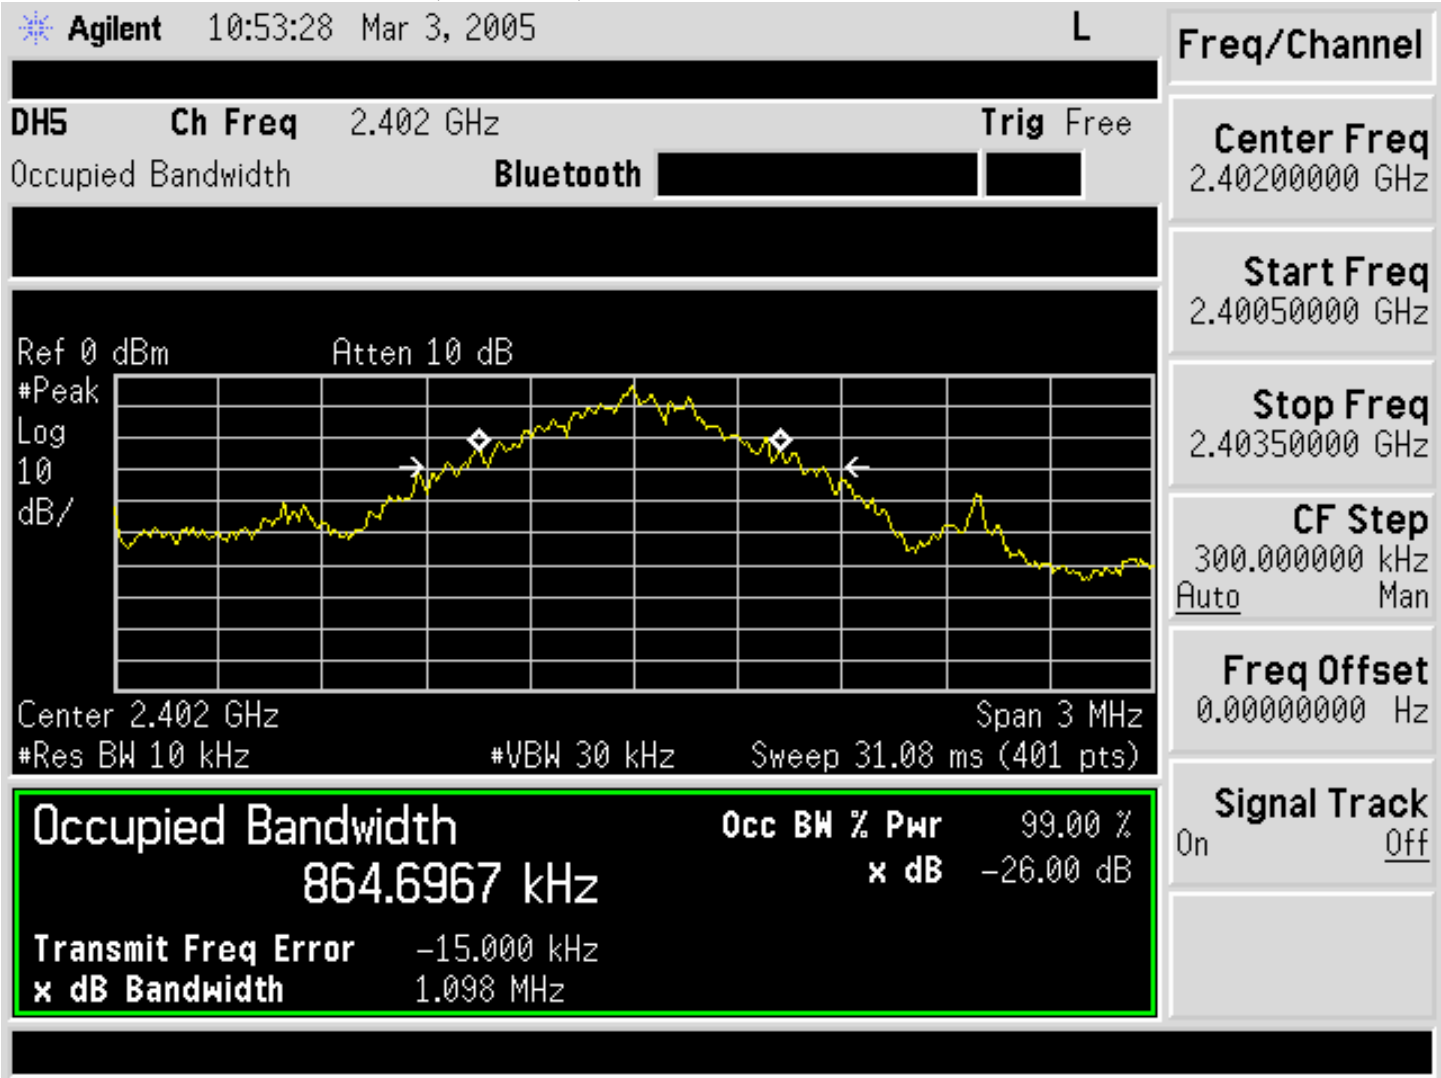 Agilent 10:53:28 Mar 3, 2005 L
DH5 Ch Freq 2.402 GHz Trig Free
Occupied Bandwidth Bluetooth
Ref 0 dBm Atten 10 dB
#Peak
Log
10
dB/
Center 2.402 GHz Span 3 MHz
#Res BW 10 kHz #VBW 30 kHz Sweep 31.08 ms (401 pts)
Occupied Bandwidth Occ BW % Pwr 99.00 %
864.6967 kHz x dB -26.00 dB
Transmit Freq Error -15.000 kHz
x dB Bandwidth 1.098 MHz
Freq/Channel
Center Freq
2.40200000 GHz
Start Freq
2.40050000 GHz
Stop Freq
2.40350000 GHz
CF Step
300.000000 kHz
Auto Man
Freq Offset
0.00000000 Hz
Signal Track
On Off